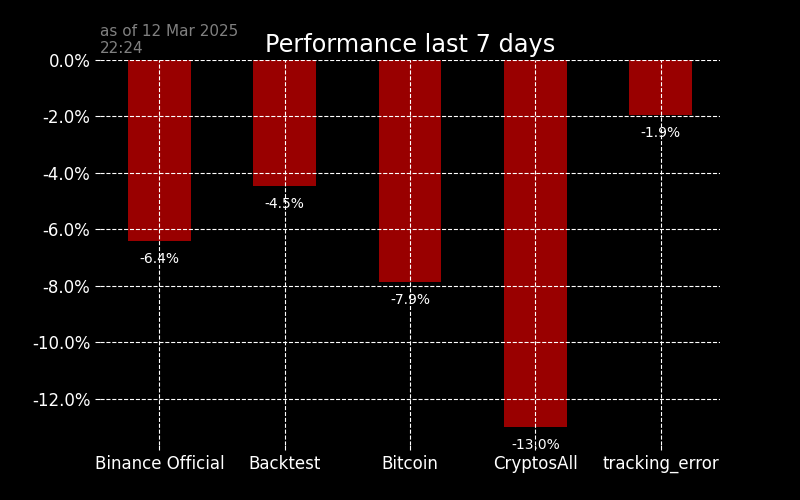 as of 12 Mar 2025
22:24
Performance last 7 days
0.0%
-2.0%
-4.0%
-6.0%
-8.0%
-10.0%
-12.0%
-6.4%
-4.5%
-7.9%
-13.0%
-1.9%
Binance Official
Backtest
Bitcoin
CryptosAll
tracking_error